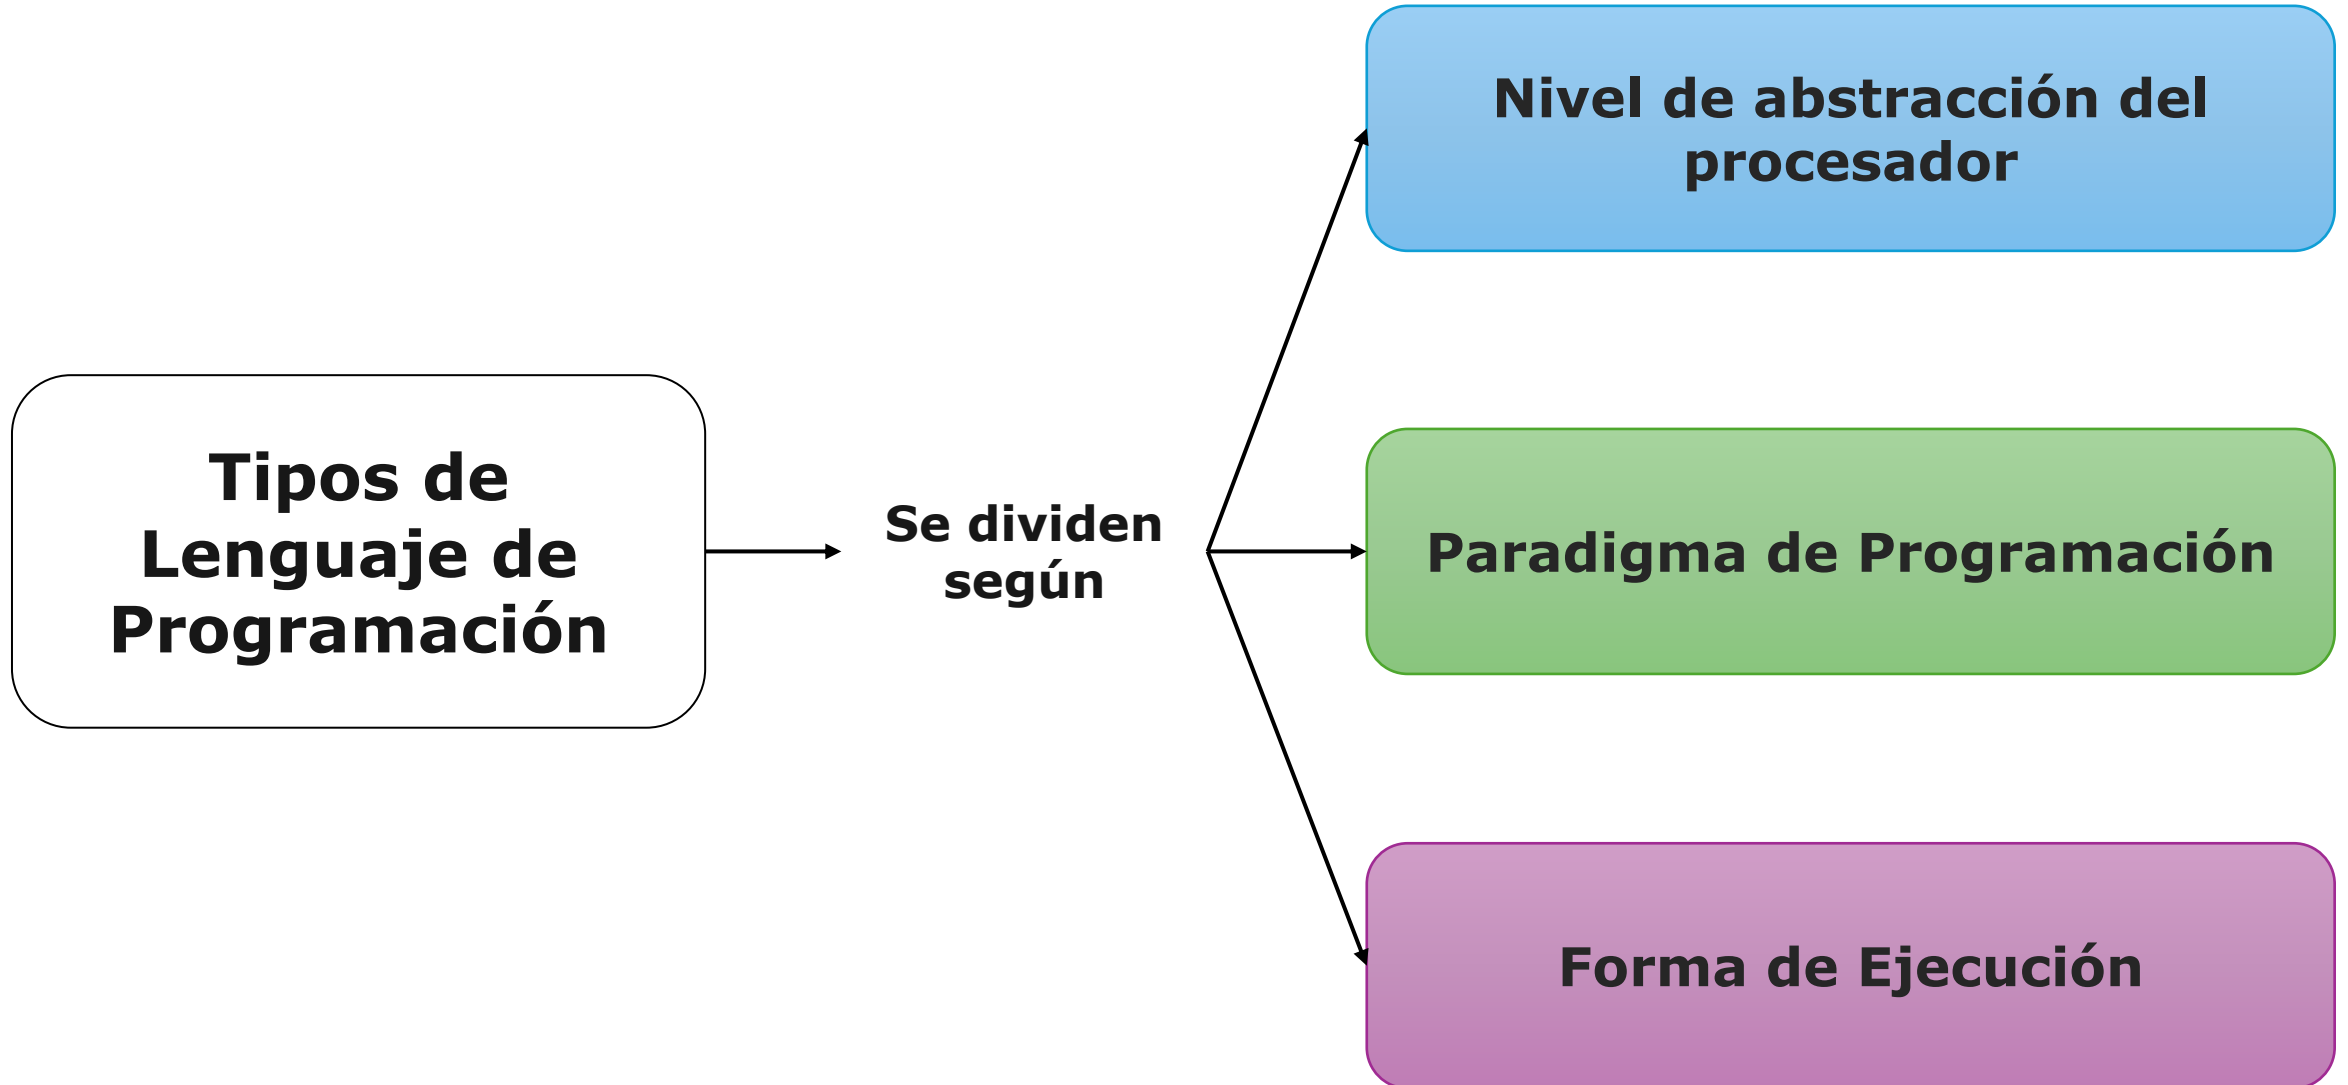 Tipos de
Lenguaje de
Programación
Se dividen
según
Nivel de abstracción del
procesador
Paradigma de Programación
Forma de Ejecución